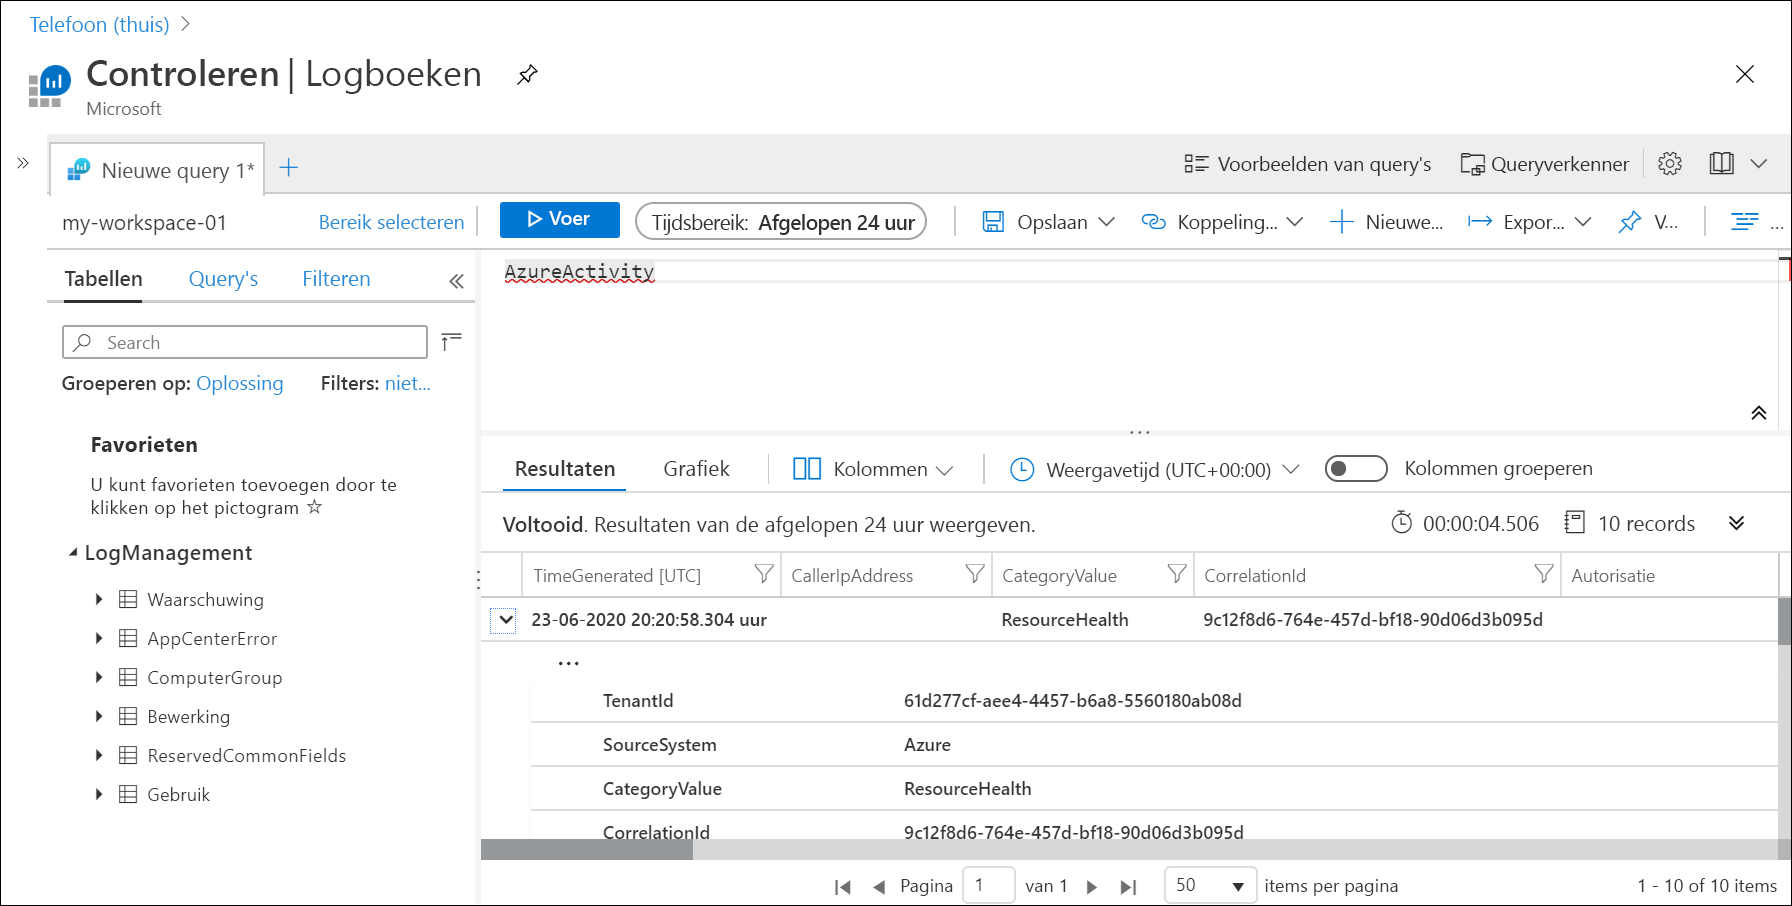 Telefoon (thuis)
Controleren | Logboeken
Microsoft
Nieuwe query 1*
Voorbeelden van query's
Queryverkenner
my-workspace-01
Bereik selecteren
Voer
Tijdsbereik: Afgelopen 24 uur
Opslaan
Koppeling...
Nieuwe...
Expor...
V...
...
Tabellen
Query's
Filteren
AzureActivity
Search
Groeperen op: Oplossing
Filters: niet...
Favorieten
U kunt favorieten toevoegen door te
klikken op het pictogram ☆
LogManagement
Waarschuwing
AppCenterError
ComputerGroup
Bewerking
ReservedCommonFields
Gebruik
Resultaten
Grafiek
Kolommen
Weergavetijd (UTC+00:00)
Kolommen groeperen
Voltooid. Resultaten van de afgelopen 24 uur weergeven.
00:00:04.506
10 records
TimeGenerated [UTC]
CallerIpAddress
CategoryValue
CorrelationId
Autorisatie
23-06-2020 20:20:58.304 uur
ResourceHealth
9c12f8d6-764e-457d-bf18-90d06d3b095d
...
TenantId
61d277cf-aee4-4457-b6a8-5560180ab08d
SourceSystem
Azure
CategoryValue
ResourceHealth
CorrelationId
9c12f8d6-764e-457d-bf18-90d06d3b095d
Pagina 1 van 1
50 items per pagina
1 - 10 of 10 items